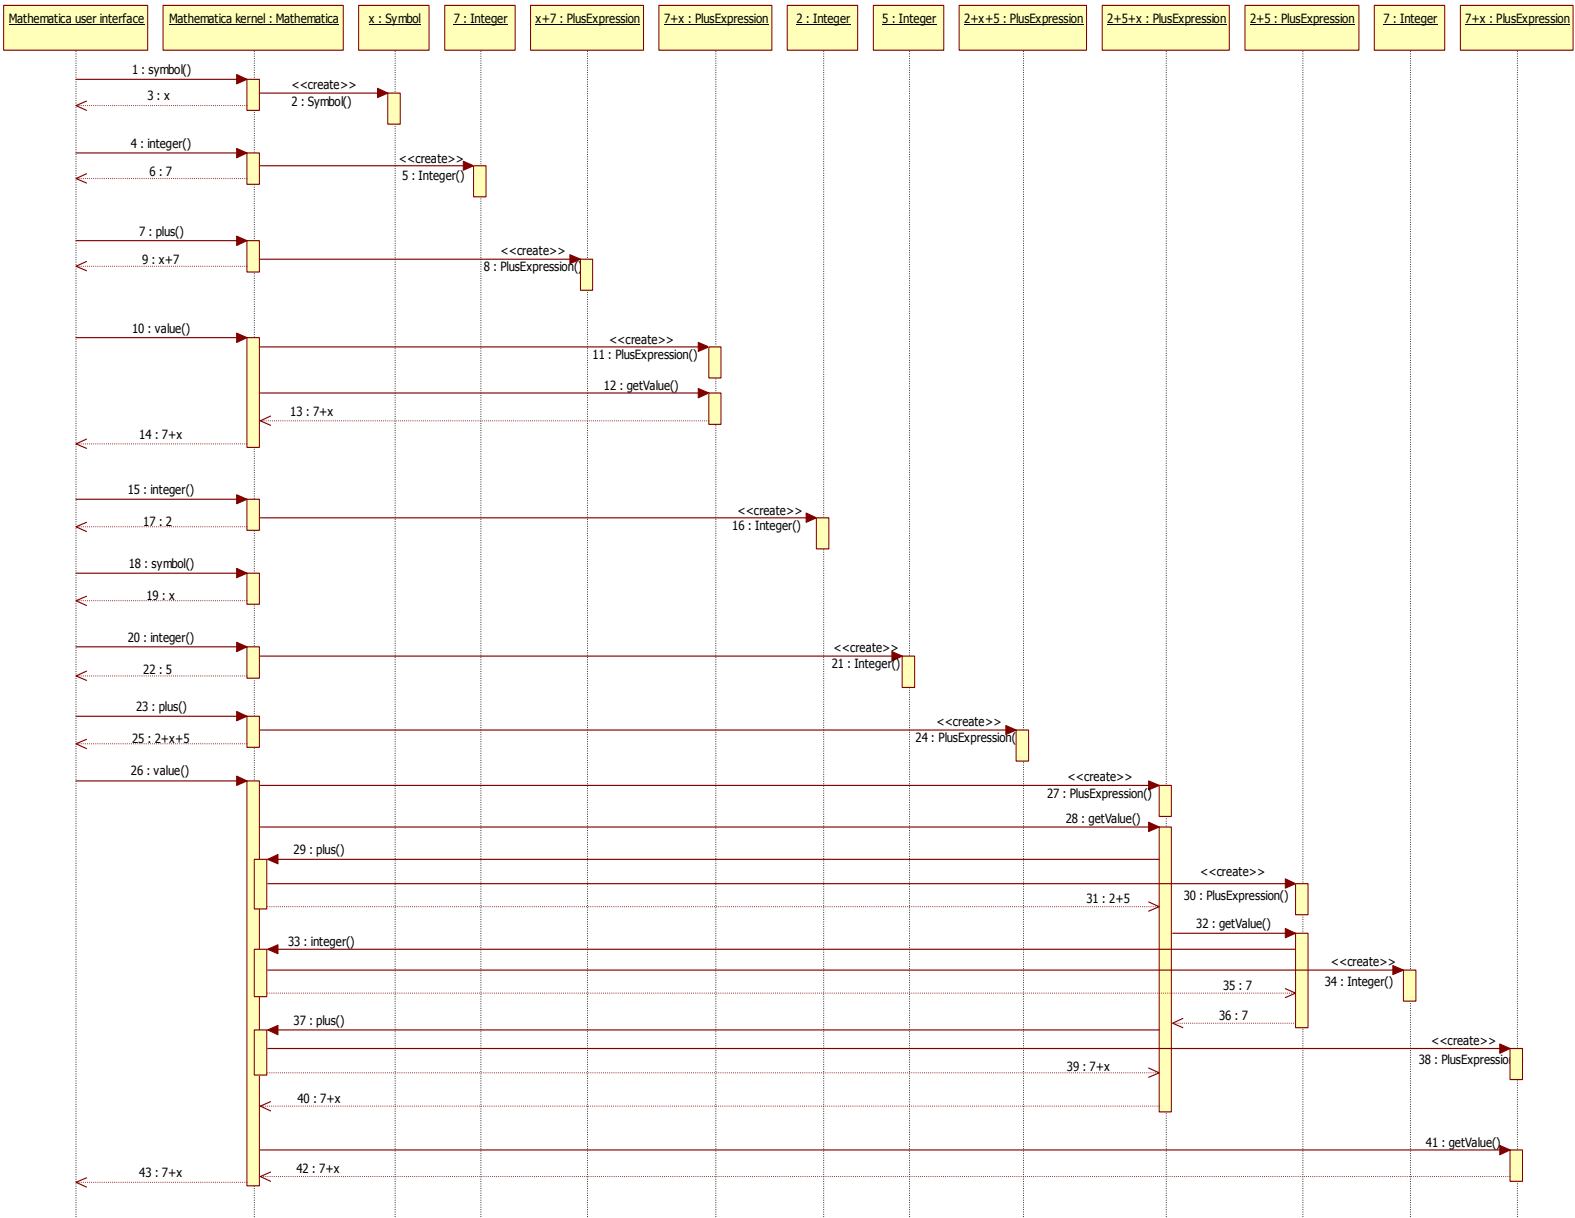 Mathematica user interface
Mathematica kernel : Mathematica
x : Symbol
7 : Integer
x+7 : PlusExpression
7+x : PlusExpression
2 : Integer
5 : Integer
2+x+5 : PlusExpression
2+5+x : PlusExpression
2+5 : PlusExpression
7 : Integer
7+x : PlusExpression
1 : symbol()
<<create>>
2 : Symbol()
3 : x
4 : integer()
<<create>>
5 : Integer()
6 : 7
7 : plus()
<<create>>
8 : PlusExpression()
9 : x+7
10 : value()
<<create>>
11 : PlusExpression()
12 : getValue()
13 : 7+x
14 : 7+x
15 : integer()
<<create>>
16 : Integer()
17 : 2
18 : symbol()
19 : x
20 : integer()
<<create>>
21 : Integer()
22 : 5
23 : plus()
<<create>>
24 : PlusExpression(
25 : 2+x+5
26 : value()
<<create>>
27 : PlusExpression()
28 : getValue()
29 : plus()
<<create>>
30 : PlusExpression()
31 : 2+5
32 : getValue()
33 : integer()
<<create>>
34 : Integer()
35 : 7
36 : 7
37 : plus()
<<create>>
38 : PlusExpressio
39 : 7+x
40 : 7+x
41 : getValue()
42 : 7+x
43 : 7+x